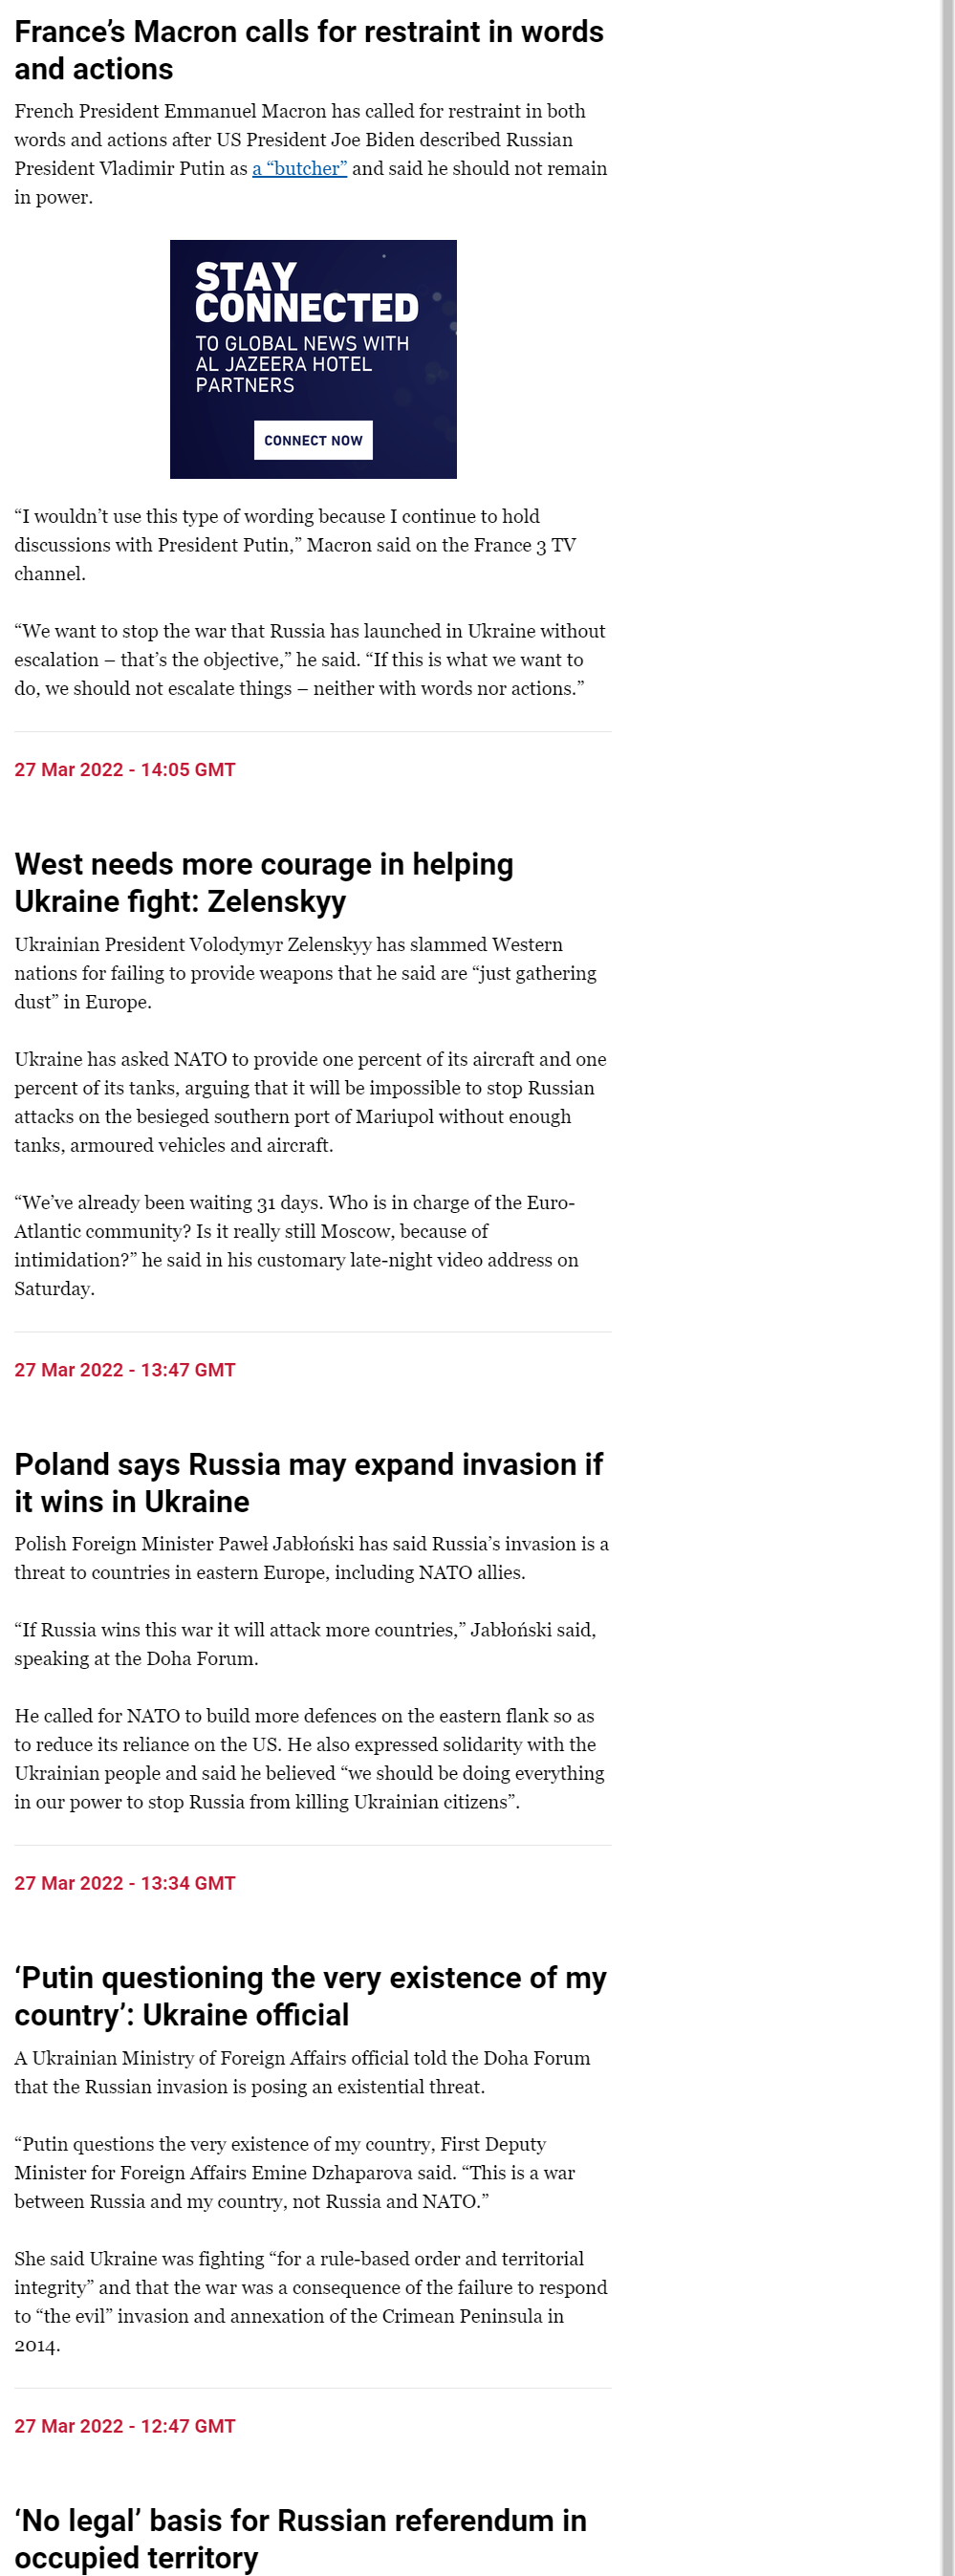 France’s Macron calls for restraint in words
and actions
French President Emmanuel Macron has called for restraint in both
words and actions after US President Joe Biden described Russian
President Vladimir Putin as a “butcher” and said he should not remain
in power.
STAY
CONNECTED
TO GLOBAL NEWS WITH
AL JAZEERA HOTEL
PARTNERS
CONNECT NOW
“I wouldn’t use this type of wording because I continue to hold
discussions with President Putin,” Macron said on the France 3 TV
channel.
“We want to stop the war that Russia has launched in Ukraine without
escalation – that’s the objective,” he said. “If this is what we want to
do, we should not escalate things – neither with words nor actions.”
27 Mar 2022 - 14:05 GMT
West needs more courage in helping
Ukraine fight: Zelenskyy
Ukrainian President Volodymyr Zelenskyy has slammed Western
nations for failing to provide weapons that he said are “just gathering
dust” in Europe.
Ukraine has asked NATO to provide one percent of its aircraft and one
percent of its tanks, arguing that it will be impossible to stop Russian
attacks on the besieged southern port of Mariupol without enough
tanks, armoured vehicles and aircraft.
“We’ve already been waiting 31 days. Who is in charge of the Euro-
Atlantic community? Is it really still Moscow, because of
intimidation?” he said in his customary late-night video address on
Saturday.
27 Mar 2022 - 13:47 GMT
Poland says Russia may expand invasion if
it wins in Ukraine
Polish Foreign Minister Paweł Jabłoński has said Russia’s invasion is a
threat to countries in eastern Europe, including NATO allies.
“If Russia wins this war it will attack more countries,” Jabłoński said,
speaking at the Doha Forum.
He called for NATO to build more defences on the eastern flank so as
to reduce its reliance on the US. He also expressed solidarity with the
Ukrainian people and said he believed “we should be doing everything
in our power to stop Russia from killing Ukrainian citizens”.
27 Mar 2022 - 13:34 GMT
‘Putin questioning the very existence of my
country’: Ukraine official
A Ukrainian Ministry of Foreign Affairs official told the Doha Forum
that the Russian invasion is posing an existential threat.
“Putin questions the very existence of my country, First Deputy
Minister for Foreign Affairs Emine Dzhaparova said. “This is a war
between Russia and my country, not Russia and NATO.”
She said Ukraine was fighting “for a rule-based order and territorial
integrity” and that the war was a consequence of the failure to respond
to “the evil” invasion and annexation of the Crimean Peninsula in
2014.
27 Mar 2022 - 12:47 GMT
‘No legal’ basis for Russian referendum in
occupied territory